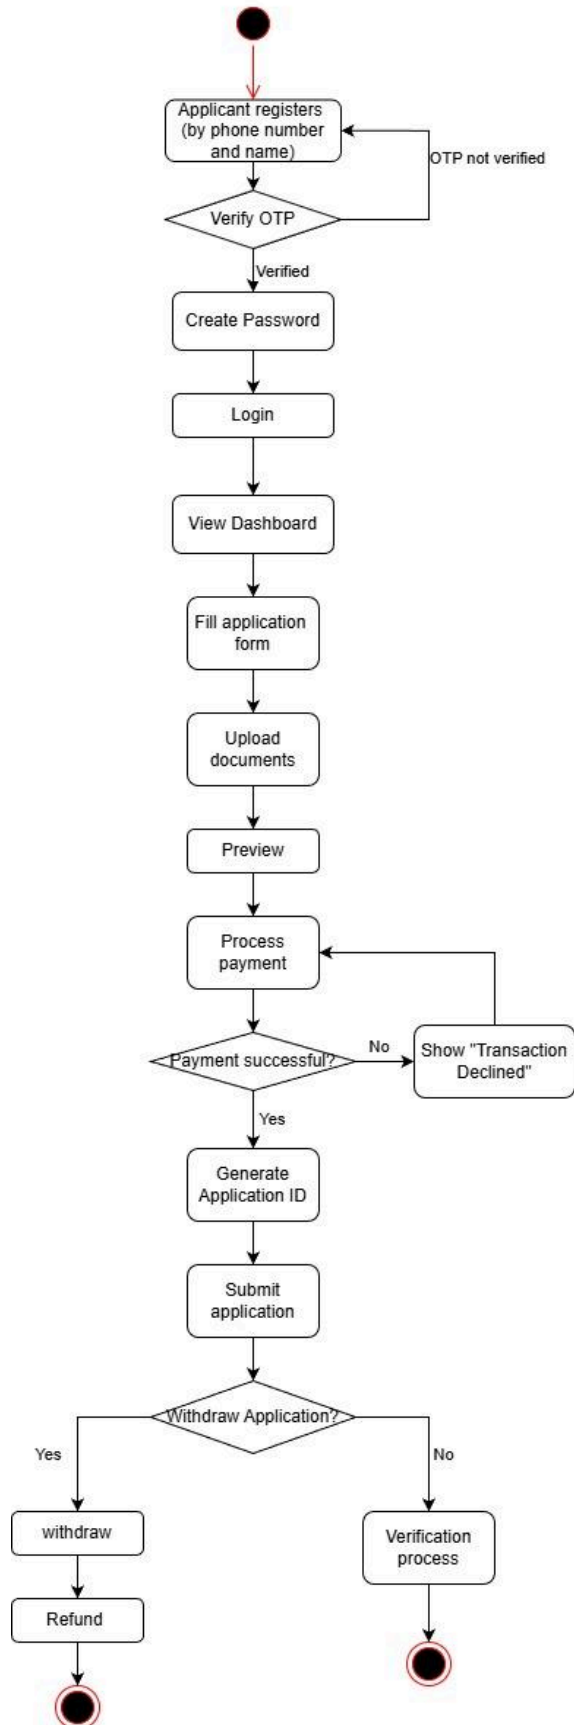 Applicant registers
(by phone number
and name)
OTP not verified
Verify OTP
Verified
Create Password
Login
View Dashboard
Fill application
form
Upload
documents
Preview
Process
payment
Payment successful?
No
Show "Transaction
Declined"
Yes
Generate
Application ID
Submit
application
Withdraw Application?
Yes
No
withdraw
Verification
process
Refund